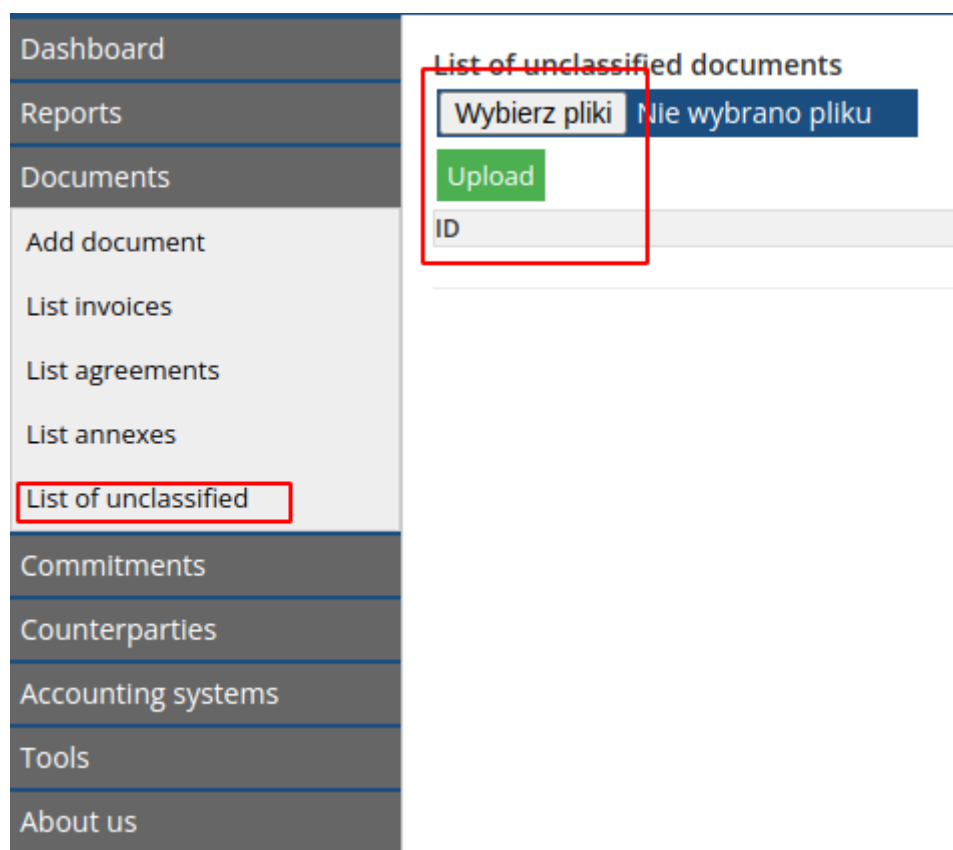 Dashboard
Reports
Documents
Add document
List invoices
List agreements
List annexes
List of unclassified
Commitments
Counterparties
Accounting systems
Tools
About us
List of unclassified documents
Wybierz pliki Nie wybrano pliku
Upload
ID